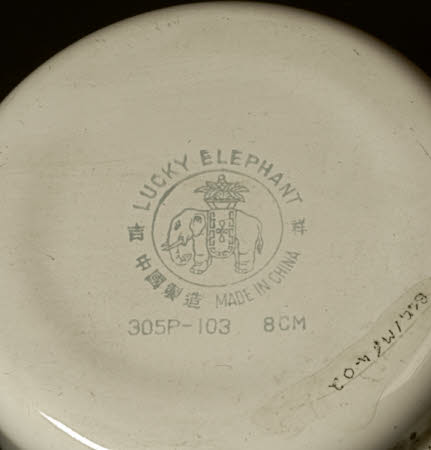 LUCKY ELEPHANT
吉 祥
中國製造 MADE IN CHINA
305P-103 8CM